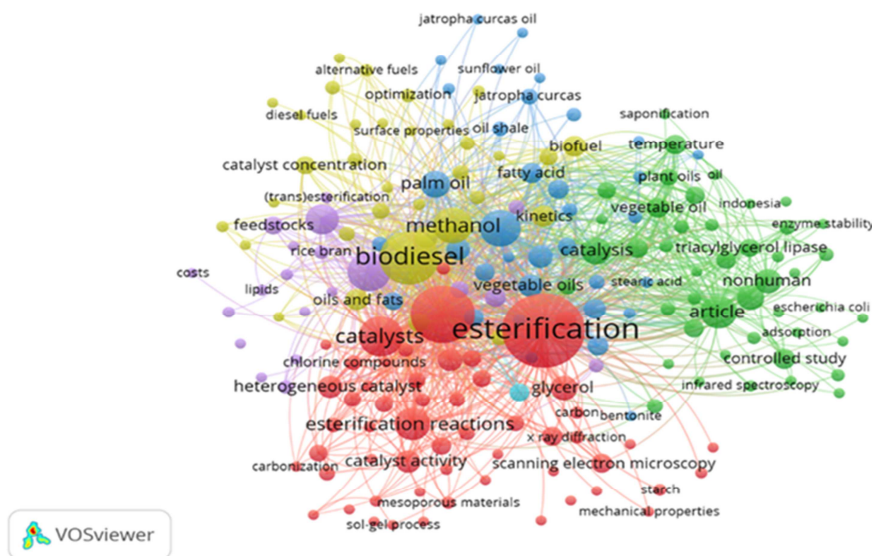 jatropha curcas oil
alternative fuels
sunflower oil
optimization
jatropha curcas
diesel fuels
saponification
surface properties
oil shale
biofuel
temperature
catalyst concentration
fatty acid
palm oil
plant oils
oil
(trans)esterification
feedstocks
methanol
kinetics
vegetable oil
indonesia
enzyme stability
rice bran
biodiesel
catalysis
triacylglycerol lipase
costs
lipids
oils and fats
vegetable oils
stearic acid
nonhuman
escherichia coli
article
catalysts
esterification
adsorption
chlorine compounds
controlled study
heterogeneous catalyst
glycerol
infrared spectroscopy
esterification reactions
carbon
bentonite
x ray diffraction
carbonization
catalyst activity
scanning electron microscopy
starch
mesoporous materials
mechanical properties
sol-gel process
VOSviewer